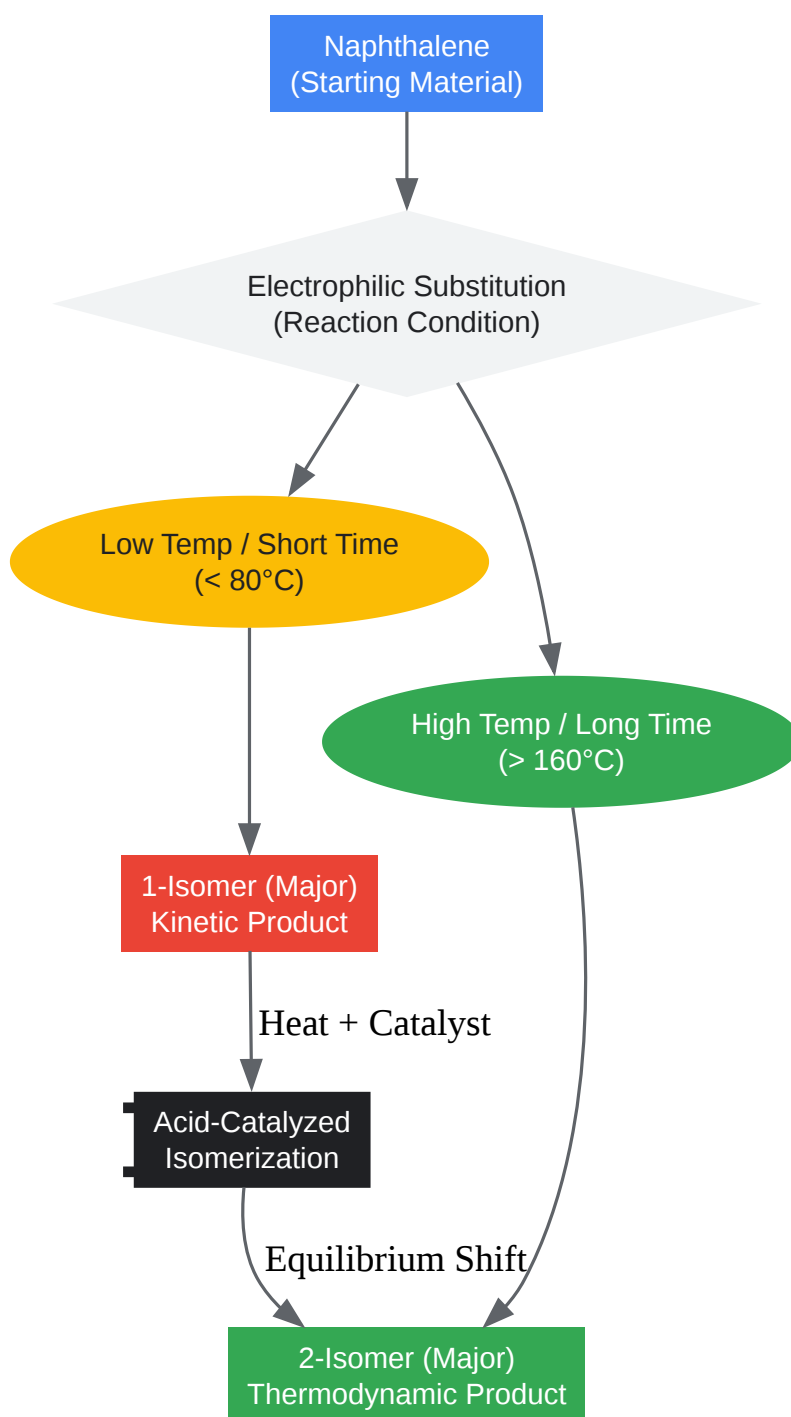 Naphthalene
(Starting Material)
Electrophilic Substitution
(Reaction Condition)
Low Temp / Short Time
(< 80°C)
High Temp / Long Time
(> 160°C)
1-Isomer (Major)
Kinetic Product
Heat + Catalyst
Acid-Catalyzed
Isomerization
Equilibrium Shift
2-Isomer (Major)
Thermodynamic Product